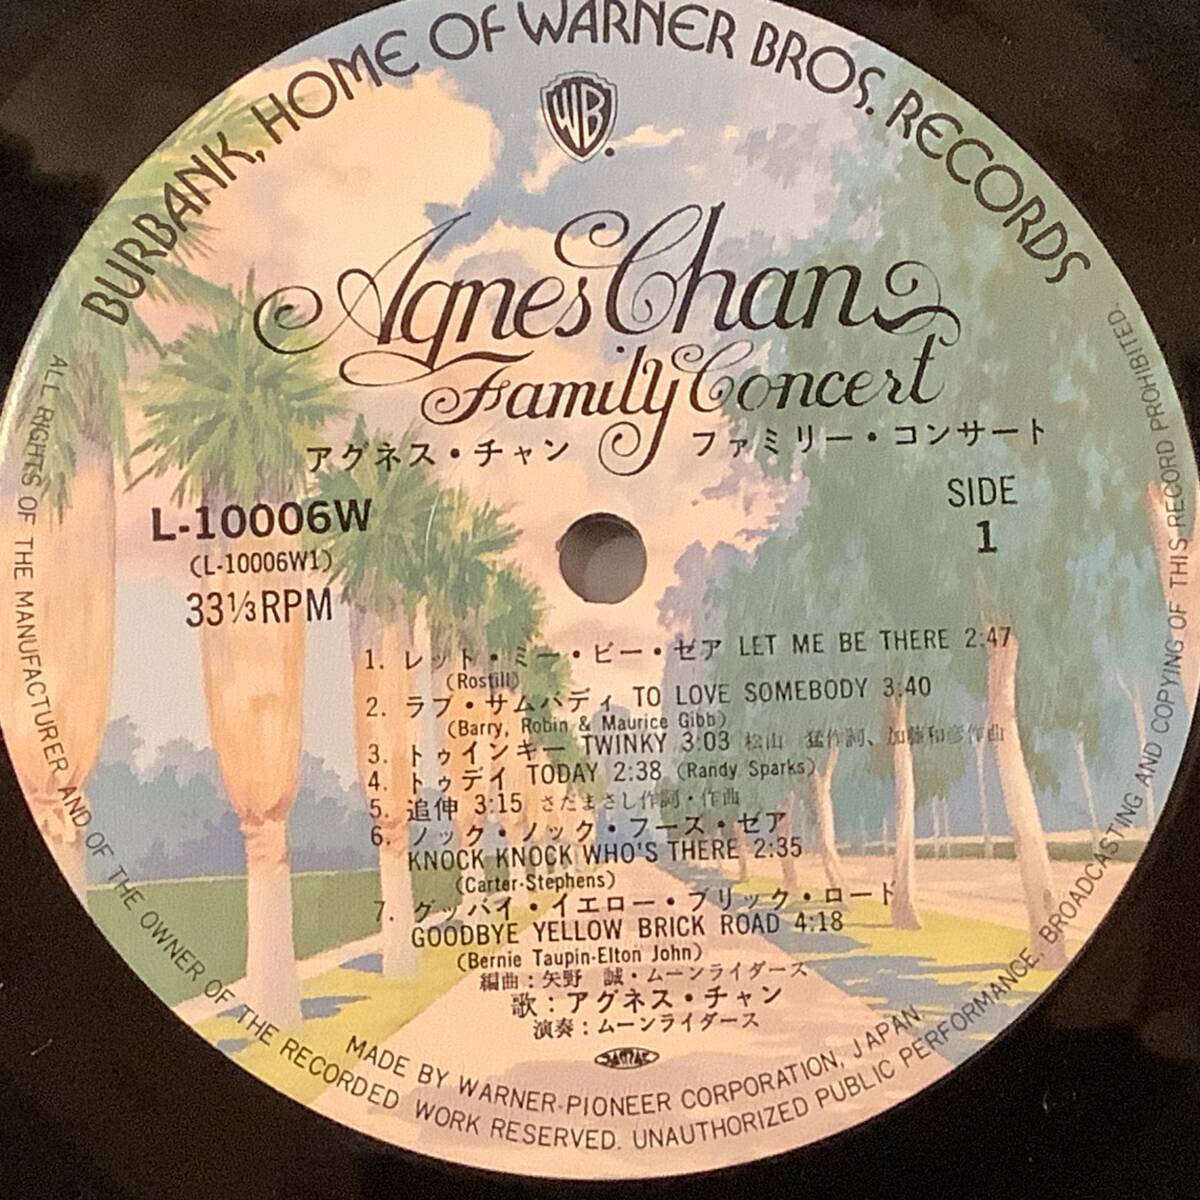 BURBANK, HOME OF WARNER BROS. RECORDS
WB
Agnes Chan
Family Concert
アグネス・チャン ファミリー・コンサート
L-10006W
(L-10006W1)
33 1/3 RPM
SIDE
1
1. レット・ミー・ビー・ゼア LET ME BE THERE 2:47
(Rostill)
2. ラブ・サムバディ TO LOVE SOMEBODY 3:40
(Barry, Robin & Maurice Gibb)
3. トゥインキー TWINKY 3:03 松山 猛作詞、加藤和彦作曲
4. トゥデイ TODAY 2:38 (Randy Sparks)
5. 追伸 3:15 さだまさし作詞・作曲
6. ノック・ノック・フーズ・ゼア
KNOCK KNOCK WHO'S THERE 2:35
(Carter-Stephens)
7. グッバイ・イエロー・ブリック・ロード
GOODBYE YELLOW BRICK ROAD 4:18
(Bernie Taupin-Elton John)
編曲:矢野 誠・ムーンライダース
歌:アグネス・チャン
演奏:ムーンライダース
JASRAC
MADE BY WARNER-PIONEER CORPORATION, JAPAN
ALL RIGHTS OF THE MANUFACTURER AND OF THE OWNER OF THE RECORDED WORK RESERVED. UNAUTHORIZED PUBLIC PERFORMANCE, BROADCASTING AND COPYING OF THIS RECORD PROHIBITED.